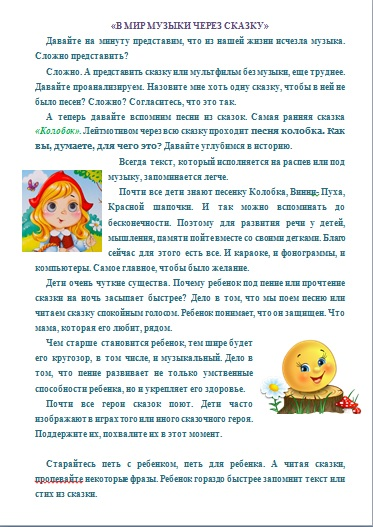 «В МИР МУЗЫКИ ЧЕРЕЗ СКАЗКУ»
Давайте на минуту представим, что из нашей жизни исчезла музыка.
Сложно представить?
Сложно. А представить сказку или мультфильм без музыки, еще труднее.
Давайте проанализируем. Назовите мне хоть одну сказку, чтобы в ней не
было песен? Сложно? Согласитесь, что это так.
А теперь давайте вспомним песни из сказок. Самая ранняя сказка
«Колобок». Лейтмотивом через всю сказку проходит песня колобка. Как
вы, думаете, для чего это? Давайте углубимся в историю.
Всегда текст, который исполняется на распев или под
музыку, запоминается легче.
Почти все дети знают песенку Колобка, Винни- Пуха,
Красной шапочки. И так можно вспоминать до
бесконечности. Поэтому для развития речи у детей,
мышления, памяти пойте вместе со своими детками. Благо
сейчас для этого есть все. И караоке, и фонограммы, и
компьютеры. Самое главное, чтобы было желание.
Дети очень чуткие существа. Почему ребенок под пение или прочтение
сказки на ночь засыпает быстрее? Дело в том, что мы поем песню или
читаем сказку спокойным голосом. Ребенок понимает, что он защищен. Что
мама, которая его любит, рядом.
Чем старше становится ребенок, тем шире будет
его кругозор, в том числе, и музыкальный. Дело в
том, что пение развивает не только умственные
способности ребенка, но и укрепляет его здоровье.
Почти все герои сказок поют. Дети часто
изображают в играх того или иного сказочного героя.
Поддержите их, похвалите их в этот момент.
Старайтесь петь с ребенком, петь для ребенка. А читая сказки,
пропевайте некоторые фразы. Ребенок гораздо быстрее запомнит текст или
стих из сказки.